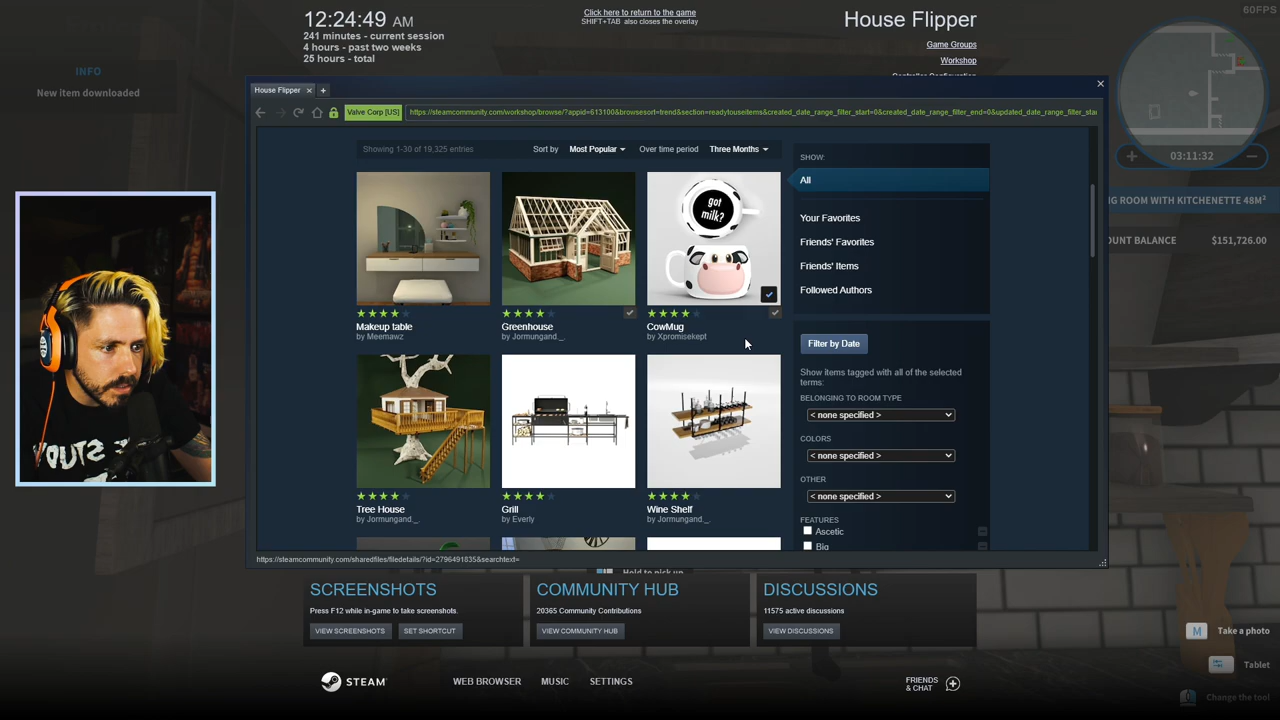 12:24:49 AM
241 minutes - current session
4 hours - past two weeks
25 hours - total
Click here to return to the game
SHIFT+TAB also closes the overlay
House Flipper
Game Groups
Workshop
60FPS
INFO
New item downloaded
House Flipper
Valve Corp [US]
https://steamcommunity.com/workshop/browse/?appid=613100&browsesort=trend&section=readytouseitems&created_date_range_filter_start=0&created_date_range_filter_end=0&updated_date_range_filter_sta
03:11:32
G ROOM WITH KITCHENETTE 48M²
OUNT BALANCE $151,726.00
Showing 1-30 of 19,325 entries
Sort by Most Popular Over time period Three Months
SHOW:
All
Your Favorites
Friends' Favorites
Friends' Items
Followed Authors
got milk?
Makeup table
by Meemawz
Greenhouse
by Jormungand._.
CowMug
by Xpromisekept
Filter by Date
Show items tagged with all of the selected terms:
BELONGING TO ROOM TYPE
< none specified >
COLORS
< none specified >
OTHER
< none specified >
FEATURES
Ascetic
Big
Tree House
by Jormungand._.
Grill
by Everly
Wine Shelf
by Jormungand._.
https://steamcommunity.com/sharedfiles/filedetails/?id=2796491835&searchtext=
Hold to pick up
SCREENSHOTS
Press F12 while in-game to take screenshots.
VIEW SCREENSHOTS
SET SHORTCUT
COMMUNITY HUB
20365 Community Contributions
VIEW COMMUNITY HUB
DISCUSSIONS
11575 active discussions
VIEW DISCUSSIONS
M Take a photo
Tablet
Change the tool
STEAM
WEB BROWSER
MUSIC
SETTINGS
FRIENDS
& CHAT